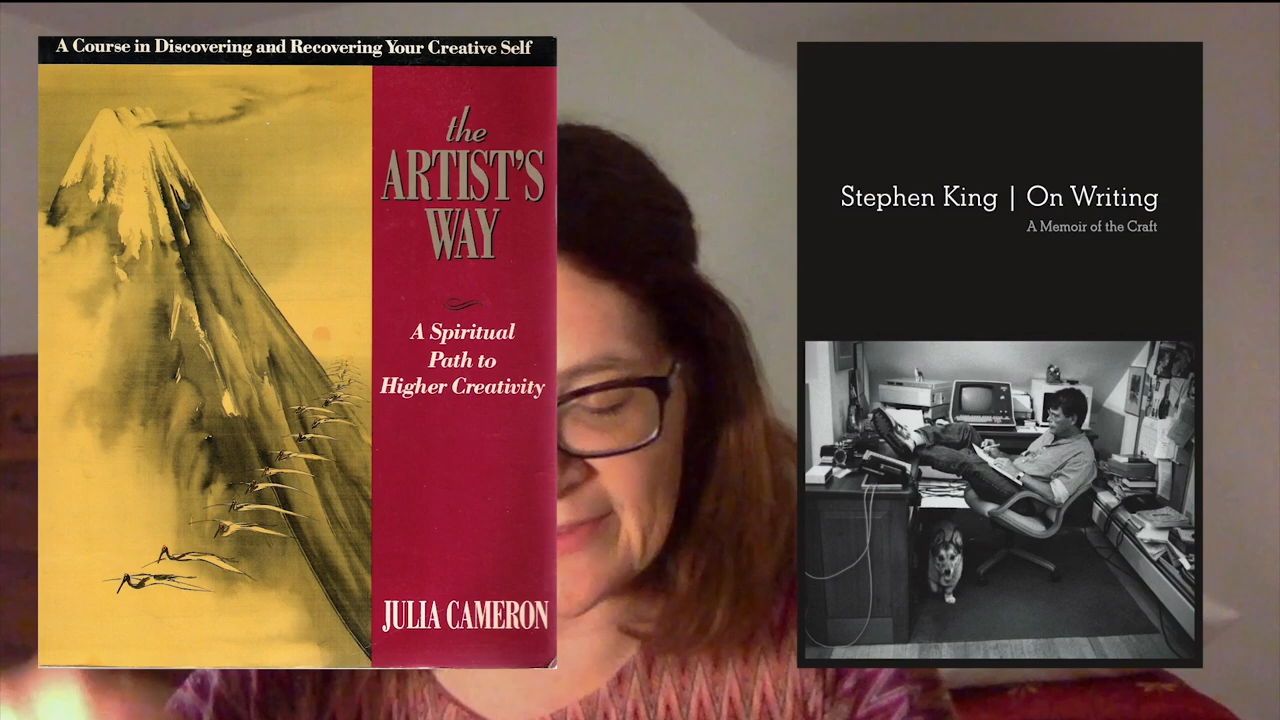 A Course in Discovering and Recovering Your Creative Self
the
ARTIST'S
WAY
A Spiritual
Path to
Higher Creativity
JULIA CAMERON
Stephen King | On Writing
A Memoir of the Craft